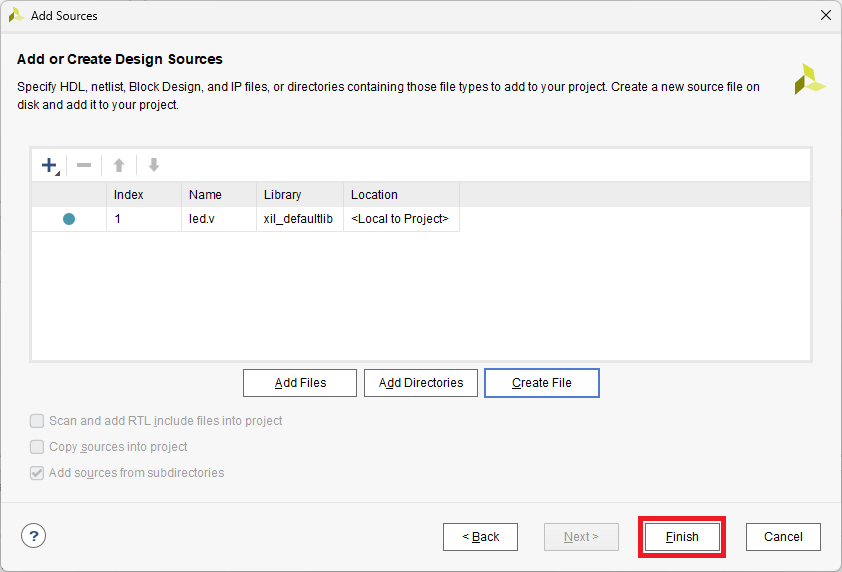 Add Sources
Add or Create Design Sources
Specify HDL, netlist, Block Design, and IP files, or directories containing those file types to add to your project. Create a new source file on
disk and add it to your project.
Index Name Library Location
1 led.v xil_defaultlib <Local to Project>
Add Files Add Directories Create File
Scan and add RTL include files into project
Copy sources into project
Add sources from subdirectories
? < Back Next > Finish Cancel